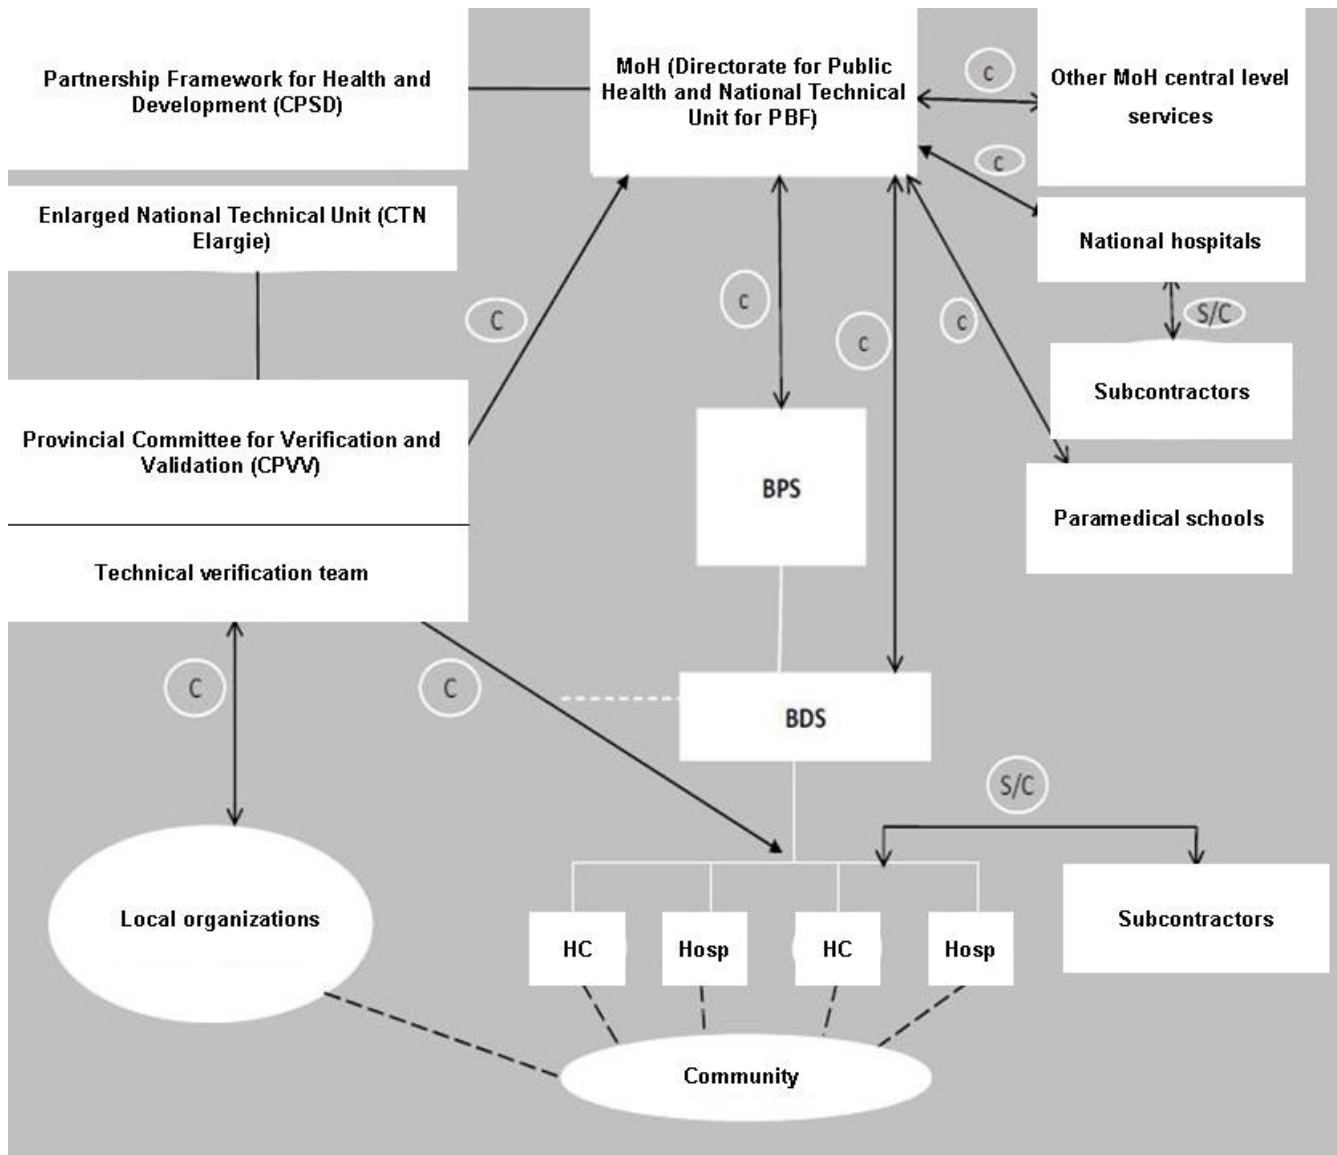 Partnership Framework for Health and
Development (CPSD)
MoH (Directorate for Public
Health and National Technical
Unit for PBF)
c
Other MoH central level
services
c
Enlarged National Technical Unit (CTN
Elargie)
National hospitals
C
c
c
c
S/C
Subcontractors
Provincial Committee for Verification and
Validation (CPVV)
BPS
Paramedical schools
Technical verification team
C
C
BDS
S/C
Local organizations
HC
Hosp
HC
Hosp
Subcontractors
Community